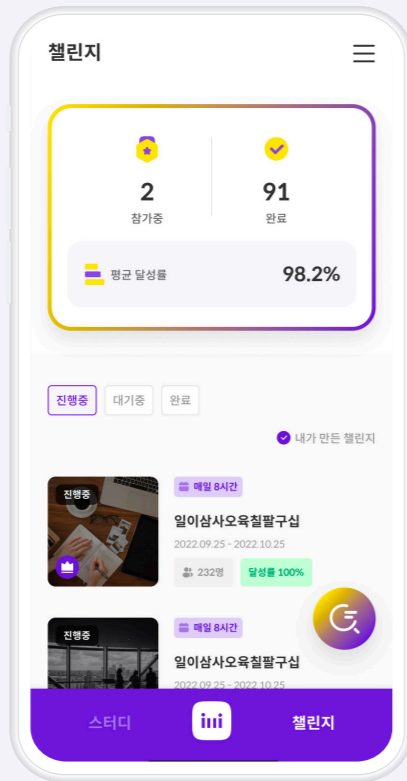 챌린지
2
참가중
91
완료
평균 달성률
98.2%
진행중
대기중
완료
내가 만든 챌린지
진행중
매일 8시간
일이삼사오육칠팔구십
2022.09.25 - 2022.10.25
232명
달성률 100%
진행중
매일 8시간
일이삼사오육칠팔구십
2022.09.25 - 2022.10.25
스터디
챌린지